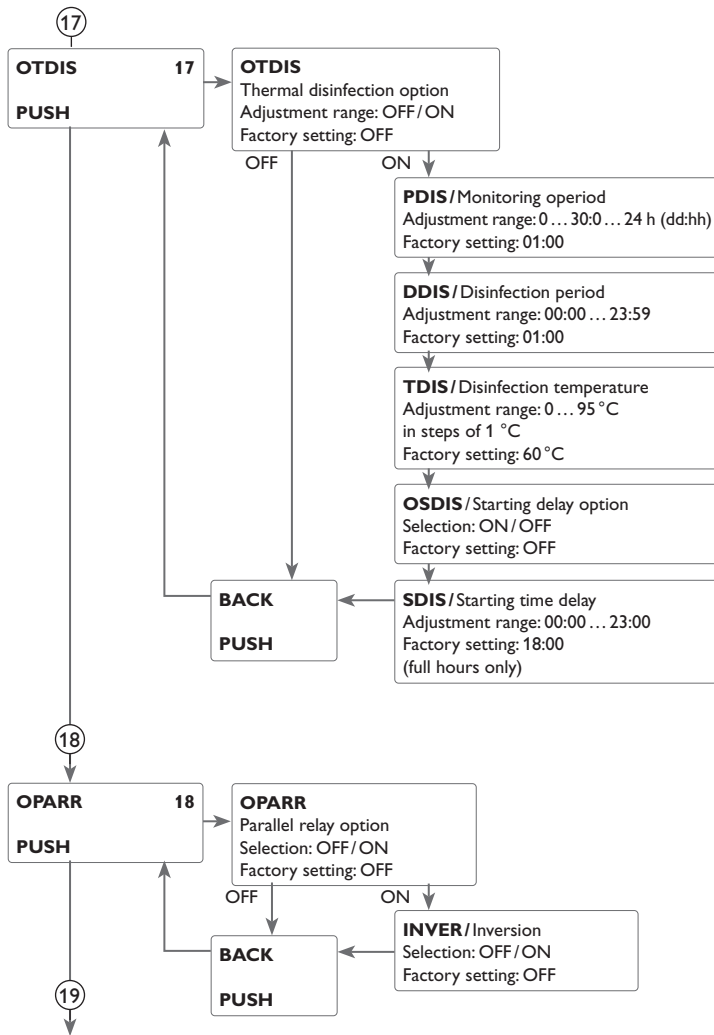 17
OTDIS 17
PUSH
OTDIS
Thermal disinfection option
Adjustment range: OFF/ON
Factory setting: OFF
OFF
ON
PDIS/Monitoring operiod
Adjustment range: 0…30:0…24 h (dd:hh)
Factory setting: 01:00
DDIS/Disinfection period
Adjustment range: 00:00…23:59
Factory setting: 01:00
TDIS/Disinfection temperature
Adjustment range: 0…95 °C
in steps of 1 °C
Factory setting: 60 °C
OSDIS/Starting delay option
Selection: ON/OFF
Factory setting: OFF
SDIS/Starting time delay
Adjustment range: 00:00…23:00
Factory setting: 18:00
(full hours only)
BACK
PUSH
18
OPARR 18
PUSH
OPARR
Parallel relay option
Selection: OFF/ON
Factory setting: OFF
OFF
ON
INVER/Inversion
Selection: OFF/ON
Factory setting: OFF
BACK
PUSH
19